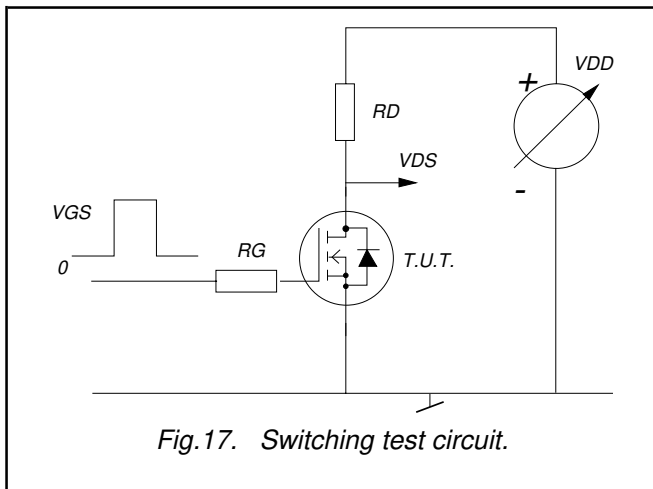 +
VDD
RD
VDS
-
VGS
0
RG
T.U.T.
Fig.17. Switching test circuit.